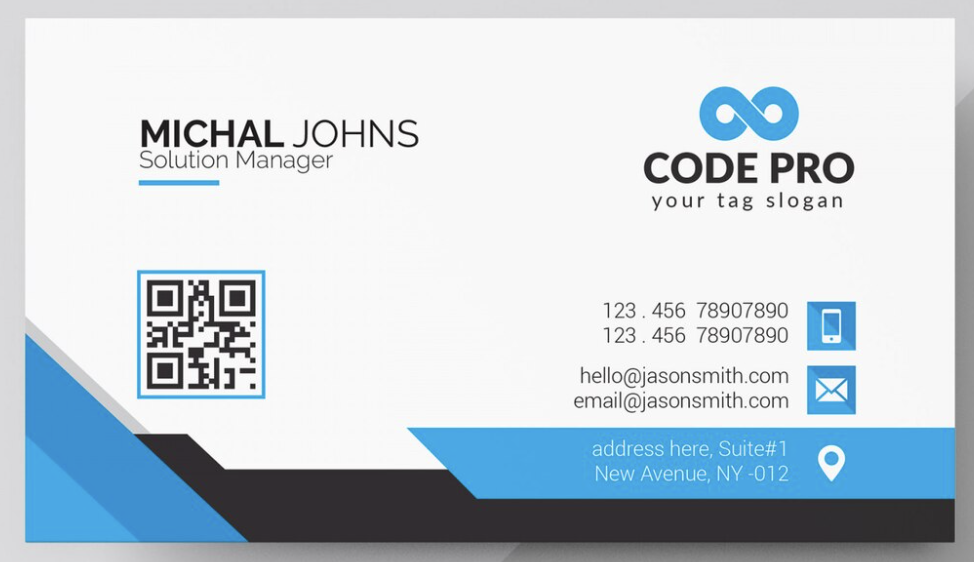 MICHAL JOHNS
Solution Manager
CODE PRO
your tag slogan
123 . 456 78907890
123 . 456 78907890
hello@jasonsmith.com
email@jasonsmith.com
address here, Suite#1
New Avenue, NY -012